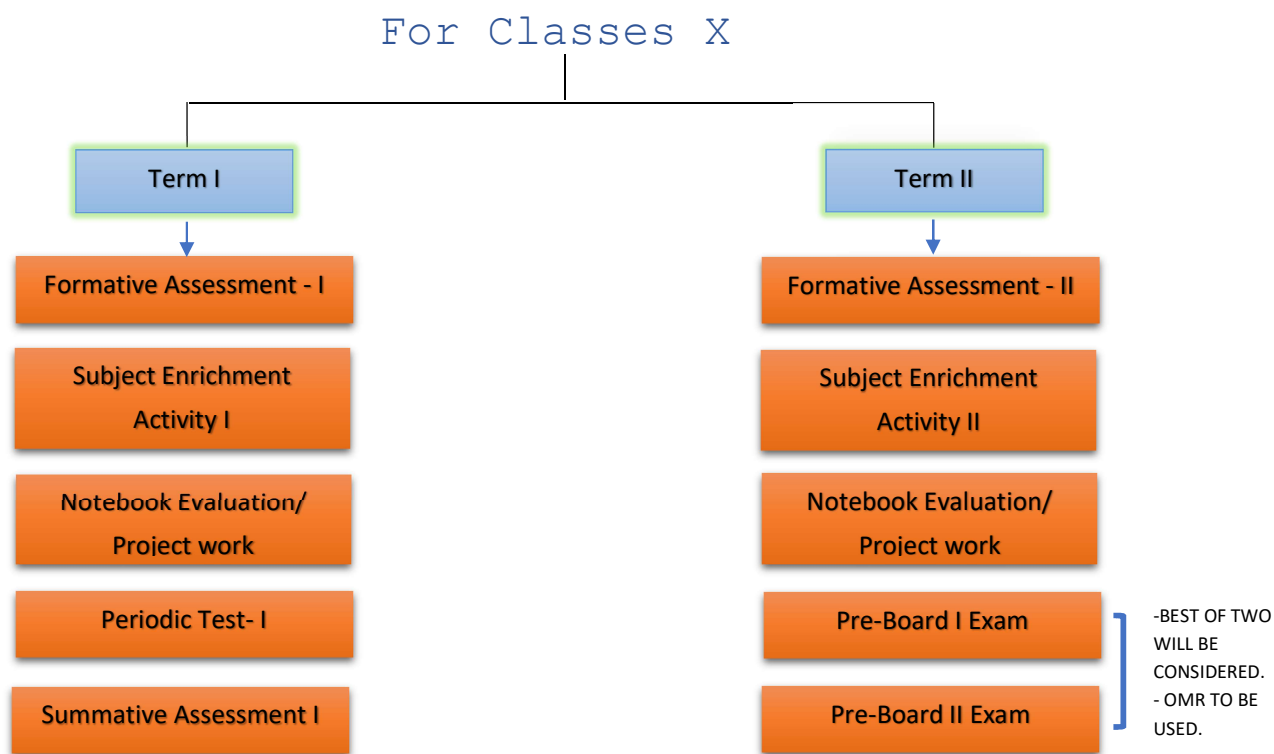 For Classes X
Term I
Term II
Formative Assessment - I
Formative Assessment - II
Subject Enrichment
Activity I
Subject Enrichment
Activity II
Notebook Evaluation/
Project work
Notebook Evaluation/
Project work
Periodic Test- I
Pre-Board I Exam
Summative Assessment I
Pre-Board II Exam
-BEST OF TWO
WILL BE
CONSIDERED.
- OMR TO BE
USED.